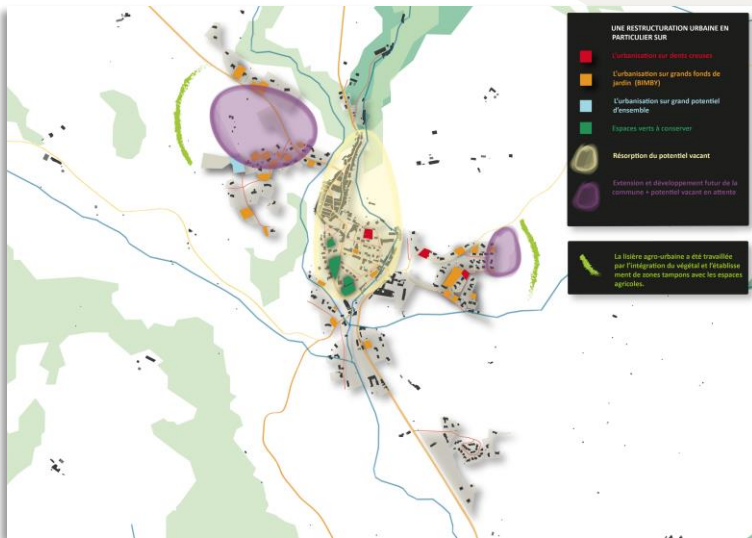 UNE RESTRUCTURATION URBAINE EN
PARTICULIER SUR
L'urbanisation sur dents creuses
L'urbanisation sur grands fonds de
jardin (BIMBY)
L'urbanisation sur grand potentiel
d'ensemble
Espaces verts à conserver
Résorption du potentiel vacant
Extension et développement futur de la
commune + potentiel vacant en attente
La lisière agro-urbaine a été travaillée
par l'intégration du végétal et l'établisse
ment de zones tampons avec les espaces
agricoles.